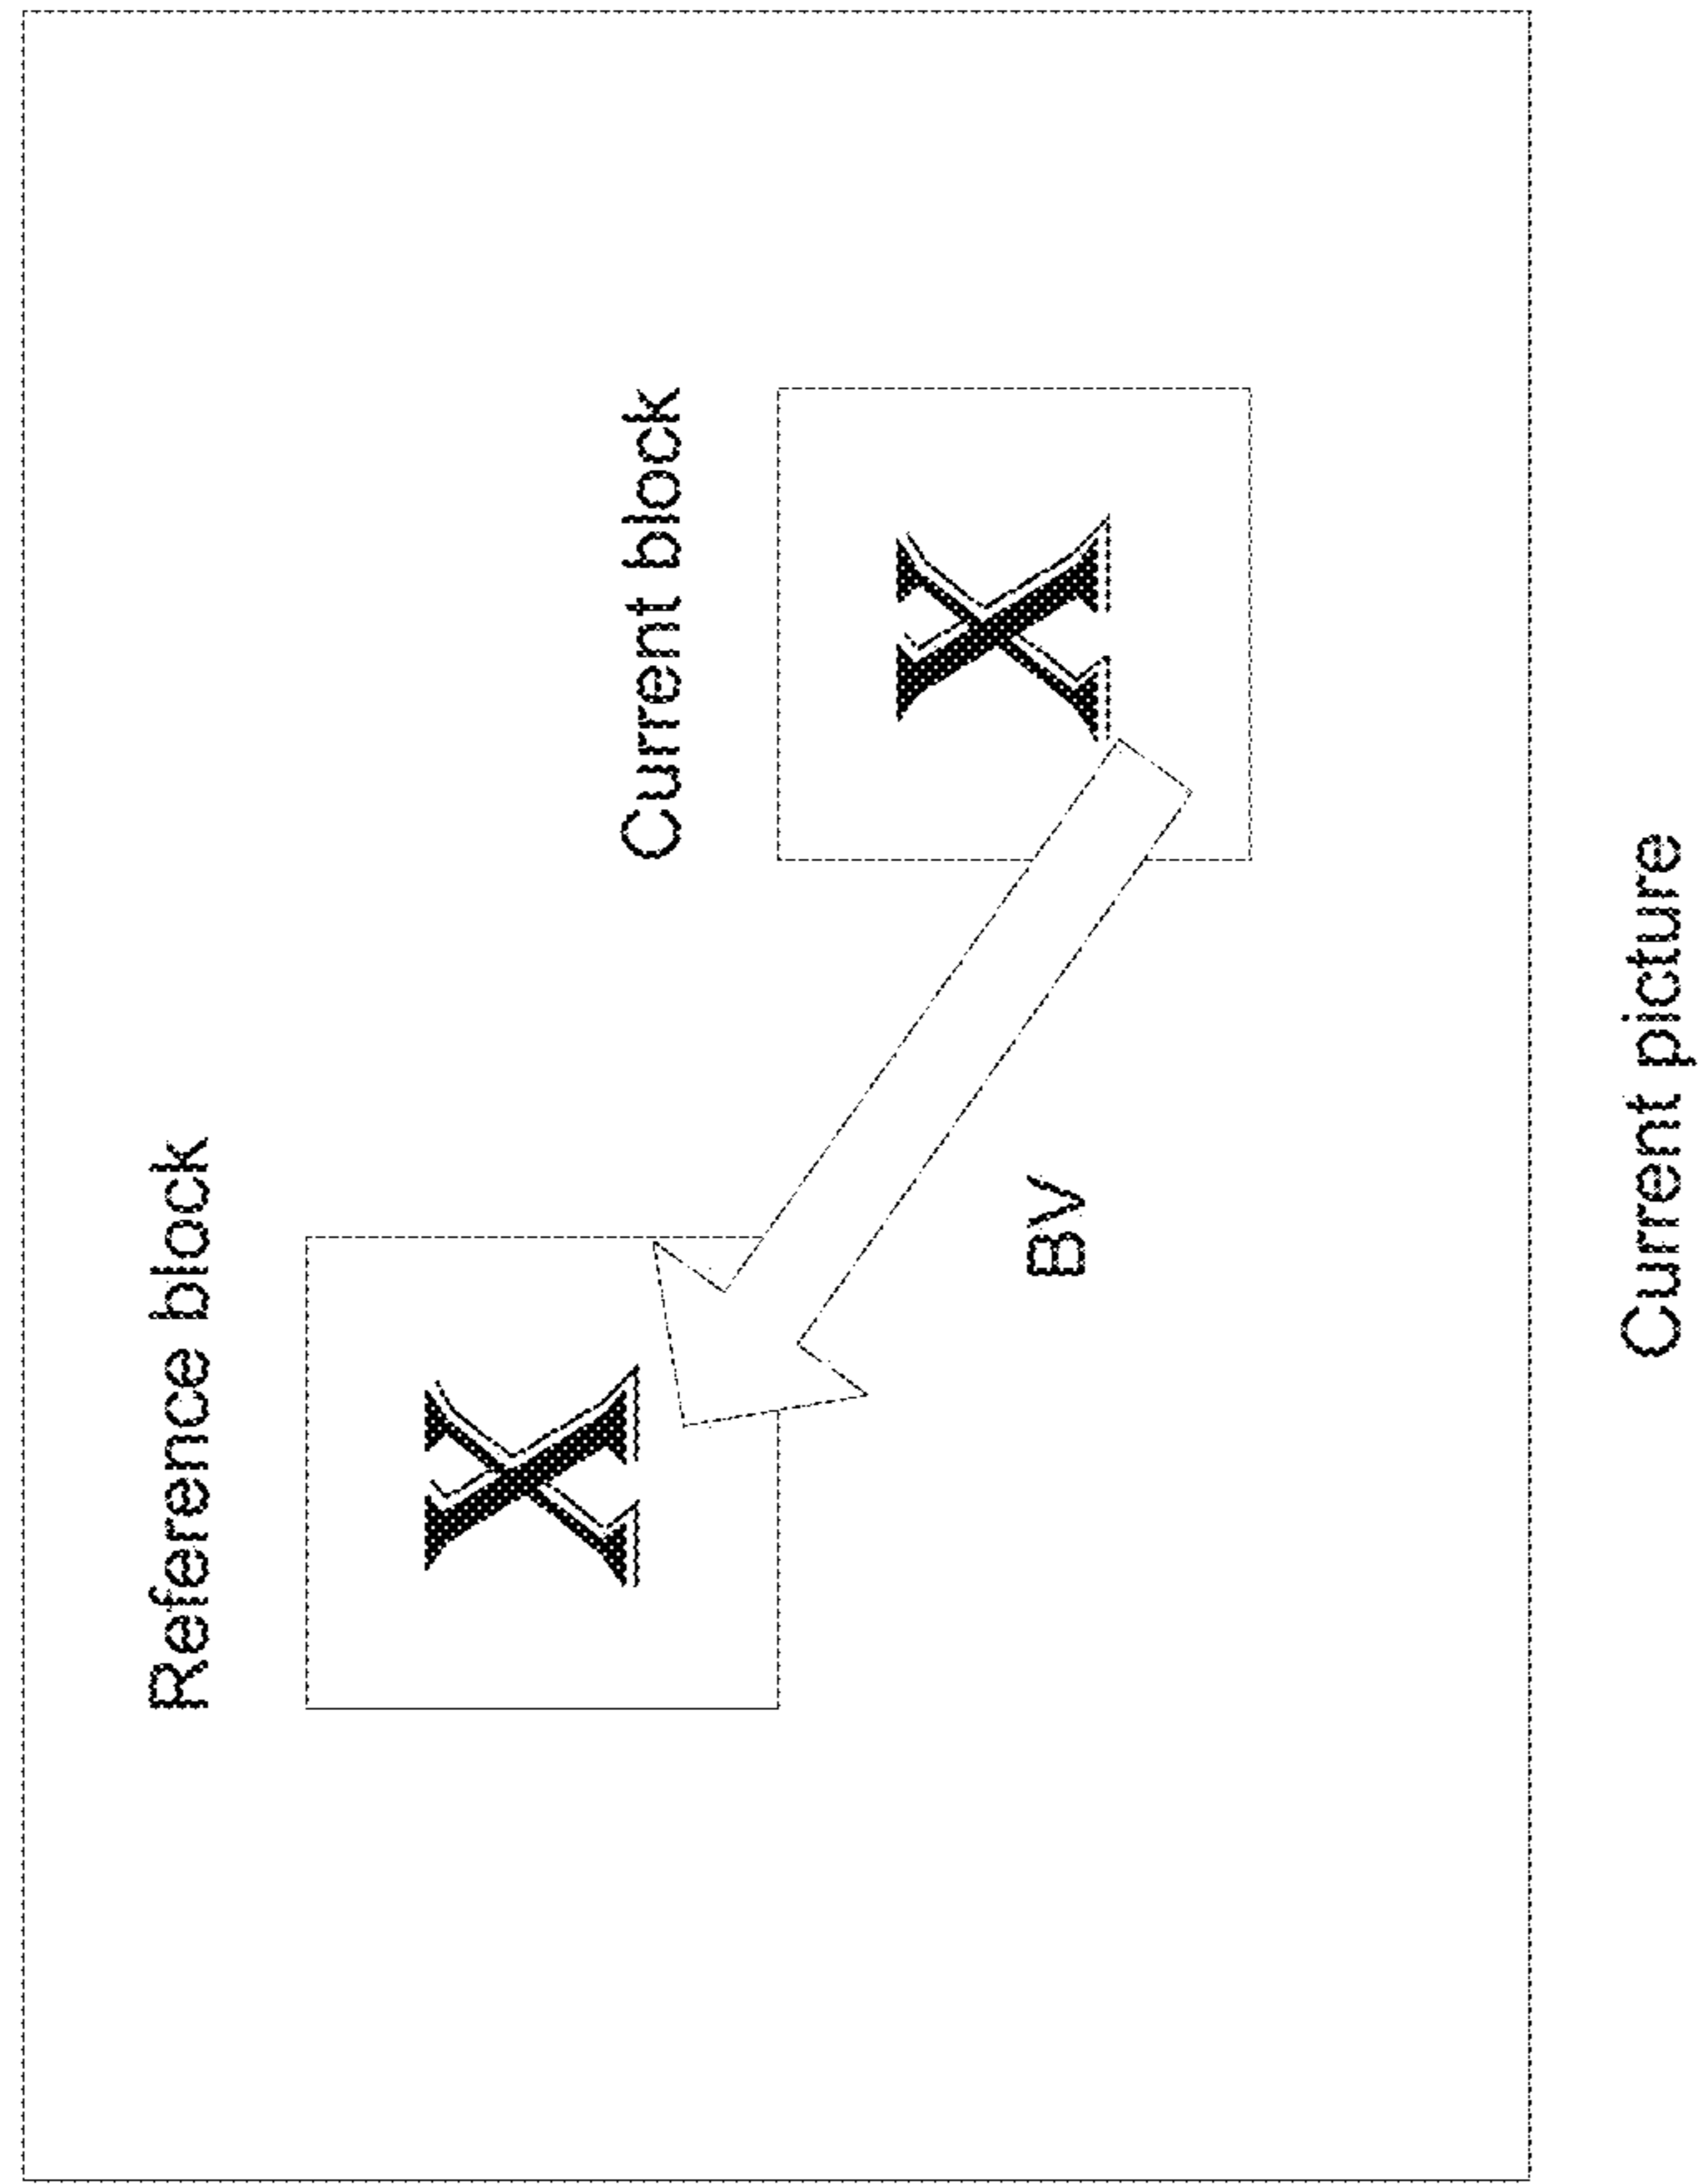 Reference block
X
Current block
X
BV
Current picture